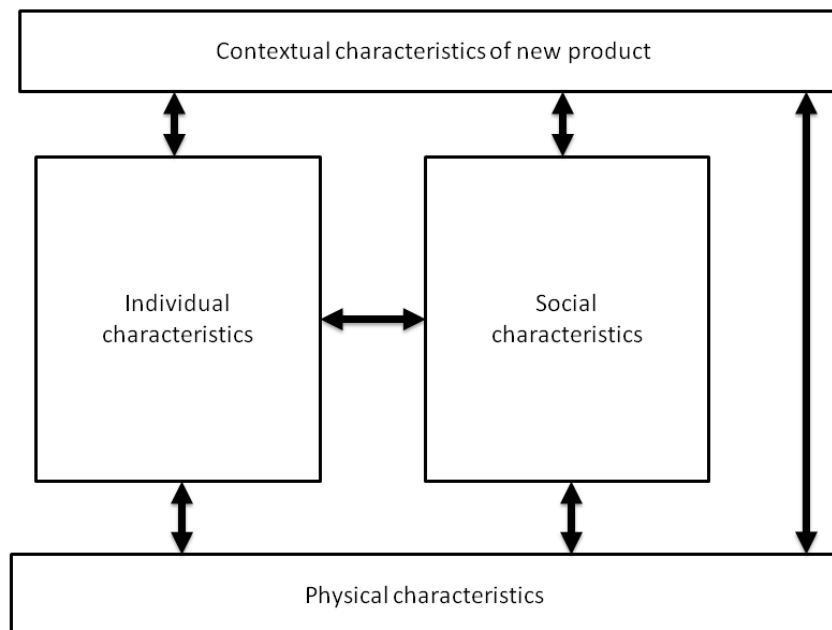 Contextual characteristics of new product
Individual
characteristics
Social
characteristics
Physical characteristics